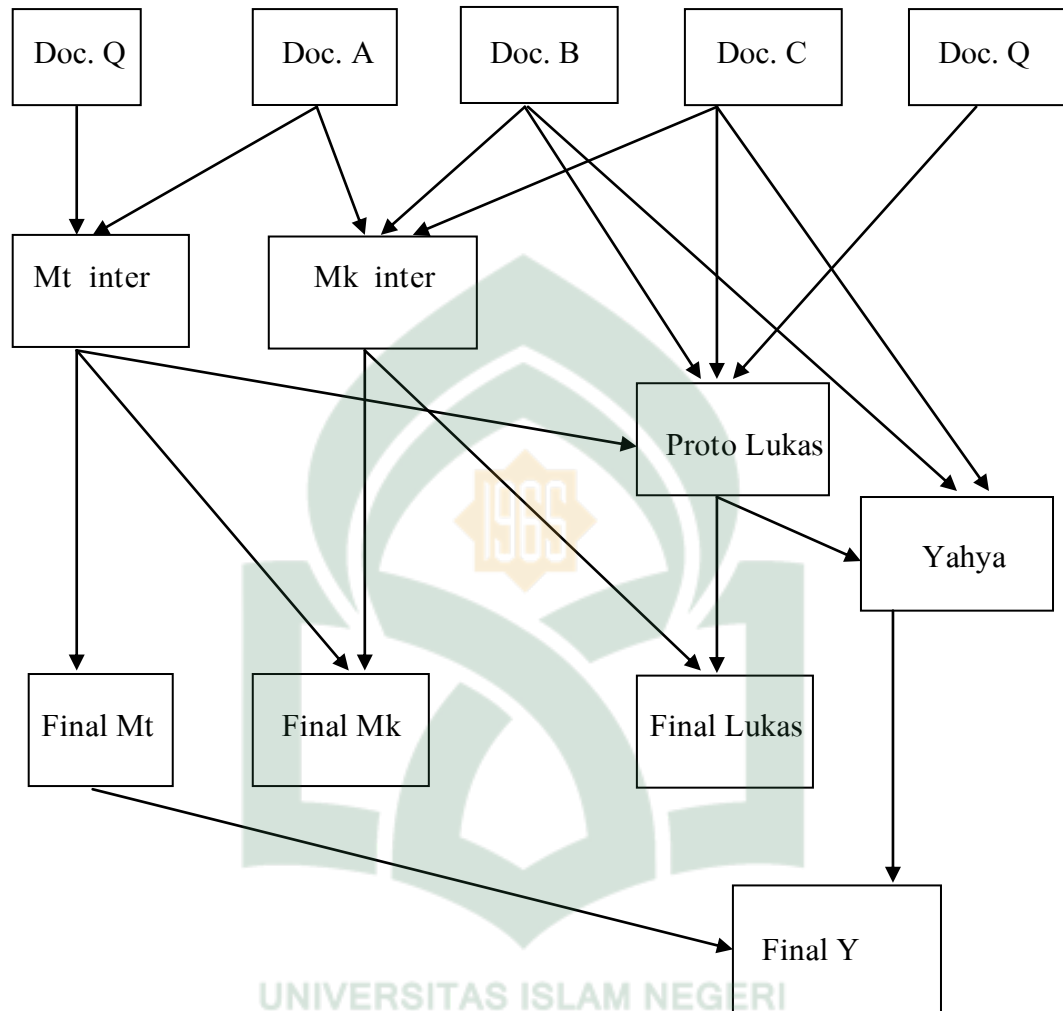 Doc. Q
Doc. A
Doc. B
Doc. C
Doc. Q
Mt inter
Mk inter
Proto Lukas
1965
Yahya
Final Mt
Final Mk
Final Lukas
Final Y
UNIVERSITAS ISLAM NEGERI